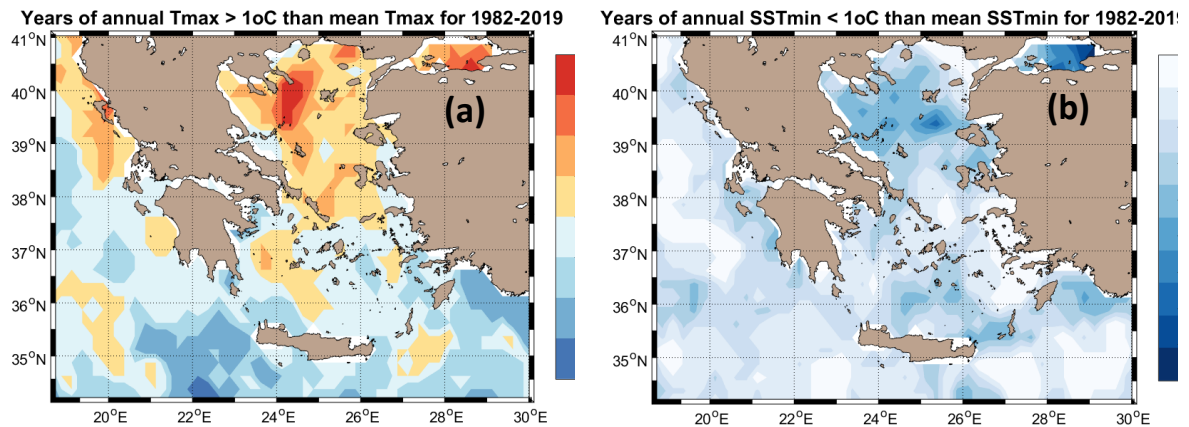 Years of annual Tmax > 1oC than mean Tmax for 1982-2019
41°N
40°N
39°N
38°N
37°N
36°N
35°N
20°E
22°E
24°E
26°E
28°E
30°E
(a)
Years of annual SSTmin < 1oC than mean SSTmin for 1982-2019
41°N
40°N
39°N
38°N
37°N
36°N
35°N
20°E
22°E
24°E
26°E
28°E
30°E
(b)